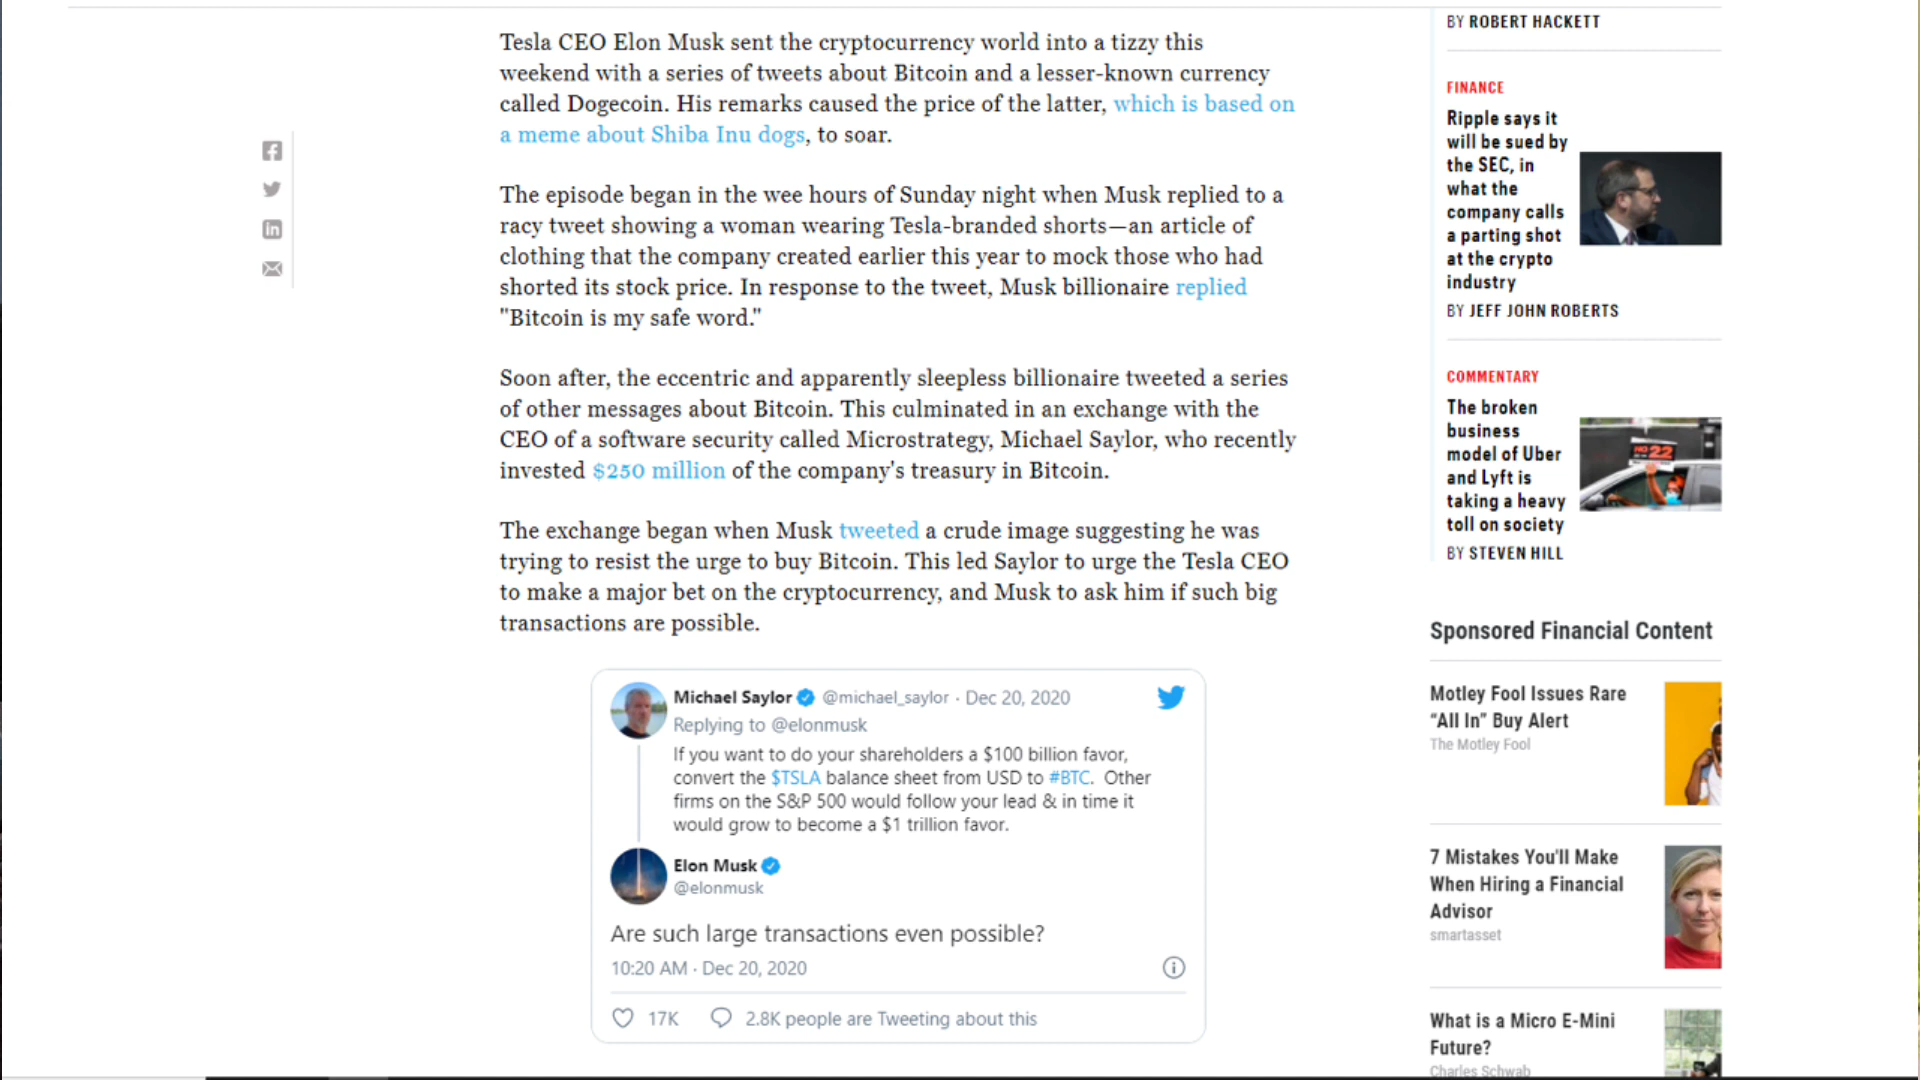 Tesla CEO Elon Musk sent the cryptocurrency world into a tizzy this
weekend with a series of tweets about Bitcoin and a lesser-known currency
called Dogecoin. His remarks caused the price of the latter, which is based on
a meme about Shiba Inu dogs, to soar.
The episode began in the wee hours of Sunday night when Musk replied to a
racy tweet showing a woman wearing Tesla-branded shorts—an article of
clothing that the company created earlier this year to mock those who had
shorted its stock price. In response to the tweet, Musk billionaire replied
"Bitcoin is my safe word."
Soon after, the eccentric and apparently sleepless billionaire tweeted a series
of other messages about Bitcoin. This culminated in an exchange with the
CEO of a software security called Microstrategy, Michael Saylor, who recently
invested $250 million of the company's treasury in Bitcoin.
The exchange began when Musk tweeted a crude image suggesting he was
trying to resist the urge to buy Bitcoin. This led Saylor to urge the Tesla CEO
to make a major bet on the cryptocurrency, and Musk to ask him if such big
transactions are possible.
Michael Saylor @michael_saylor · Dec 20, 2020
Replying to @elonmusk
If you want to do your shareholders a $100 billion favor,
convert the $TSLA balance sheet from USD to #BTC. Other
firms on the S&P 500 would follow your lead & in time it
would grow to become a $1 trillion favor.
Elon Musk
@elonmusk
Are such large transactions even possible?
10:20 AM · Dec 20, 2020
17K
2.8K people are Tweeting about this
BY ROBERT HACKETT
FINANCE
Ripple says it
will be sued by
the SEC, in
what the
company calls
a parting shot
at the crypto
industry
BY JEFF JOHN ROBERTS
COMMENTARY
The broken
business
model of Uber
and Lyft is
taking a heavy
toll on society
BY STEVEN HILL
NO 22
Sponsored Financial Content
Motley Fool Issues Rare
“All In” Buy Alert
The Motley Fool
7 Mistakes You'll Make
When Hiring a Financial
Advisor
smartasset
What is a Micro E-Mini
Future?
Charles Schwab